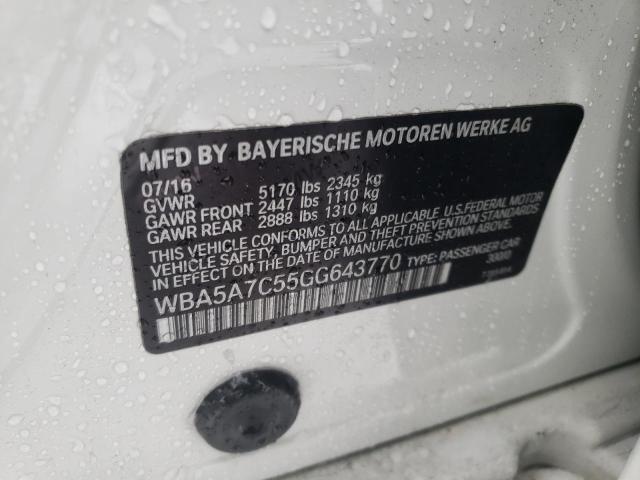 MFD BY BAYERISCHE MOTOREN WERKE AG
07/16
GVWR 5170 lbs 2345 kg
GAWR FRONT 2447 lbs 1110 kg
GAWR REAR 2888 lbs 1310 kg
THIS VEHICLE CONFORMS TO ALL APPLICABLE U.S.FEDERAL MOTOR
VEHICLE SAFETY, BUMPER AND THEFT PREVENTION STANDARDS
IN EFFECT ON THE DATE OF MANUFACTURE SHOWN ABOVE.
WBA5A7C55GG643770 TYPE: PASSENGER CAR